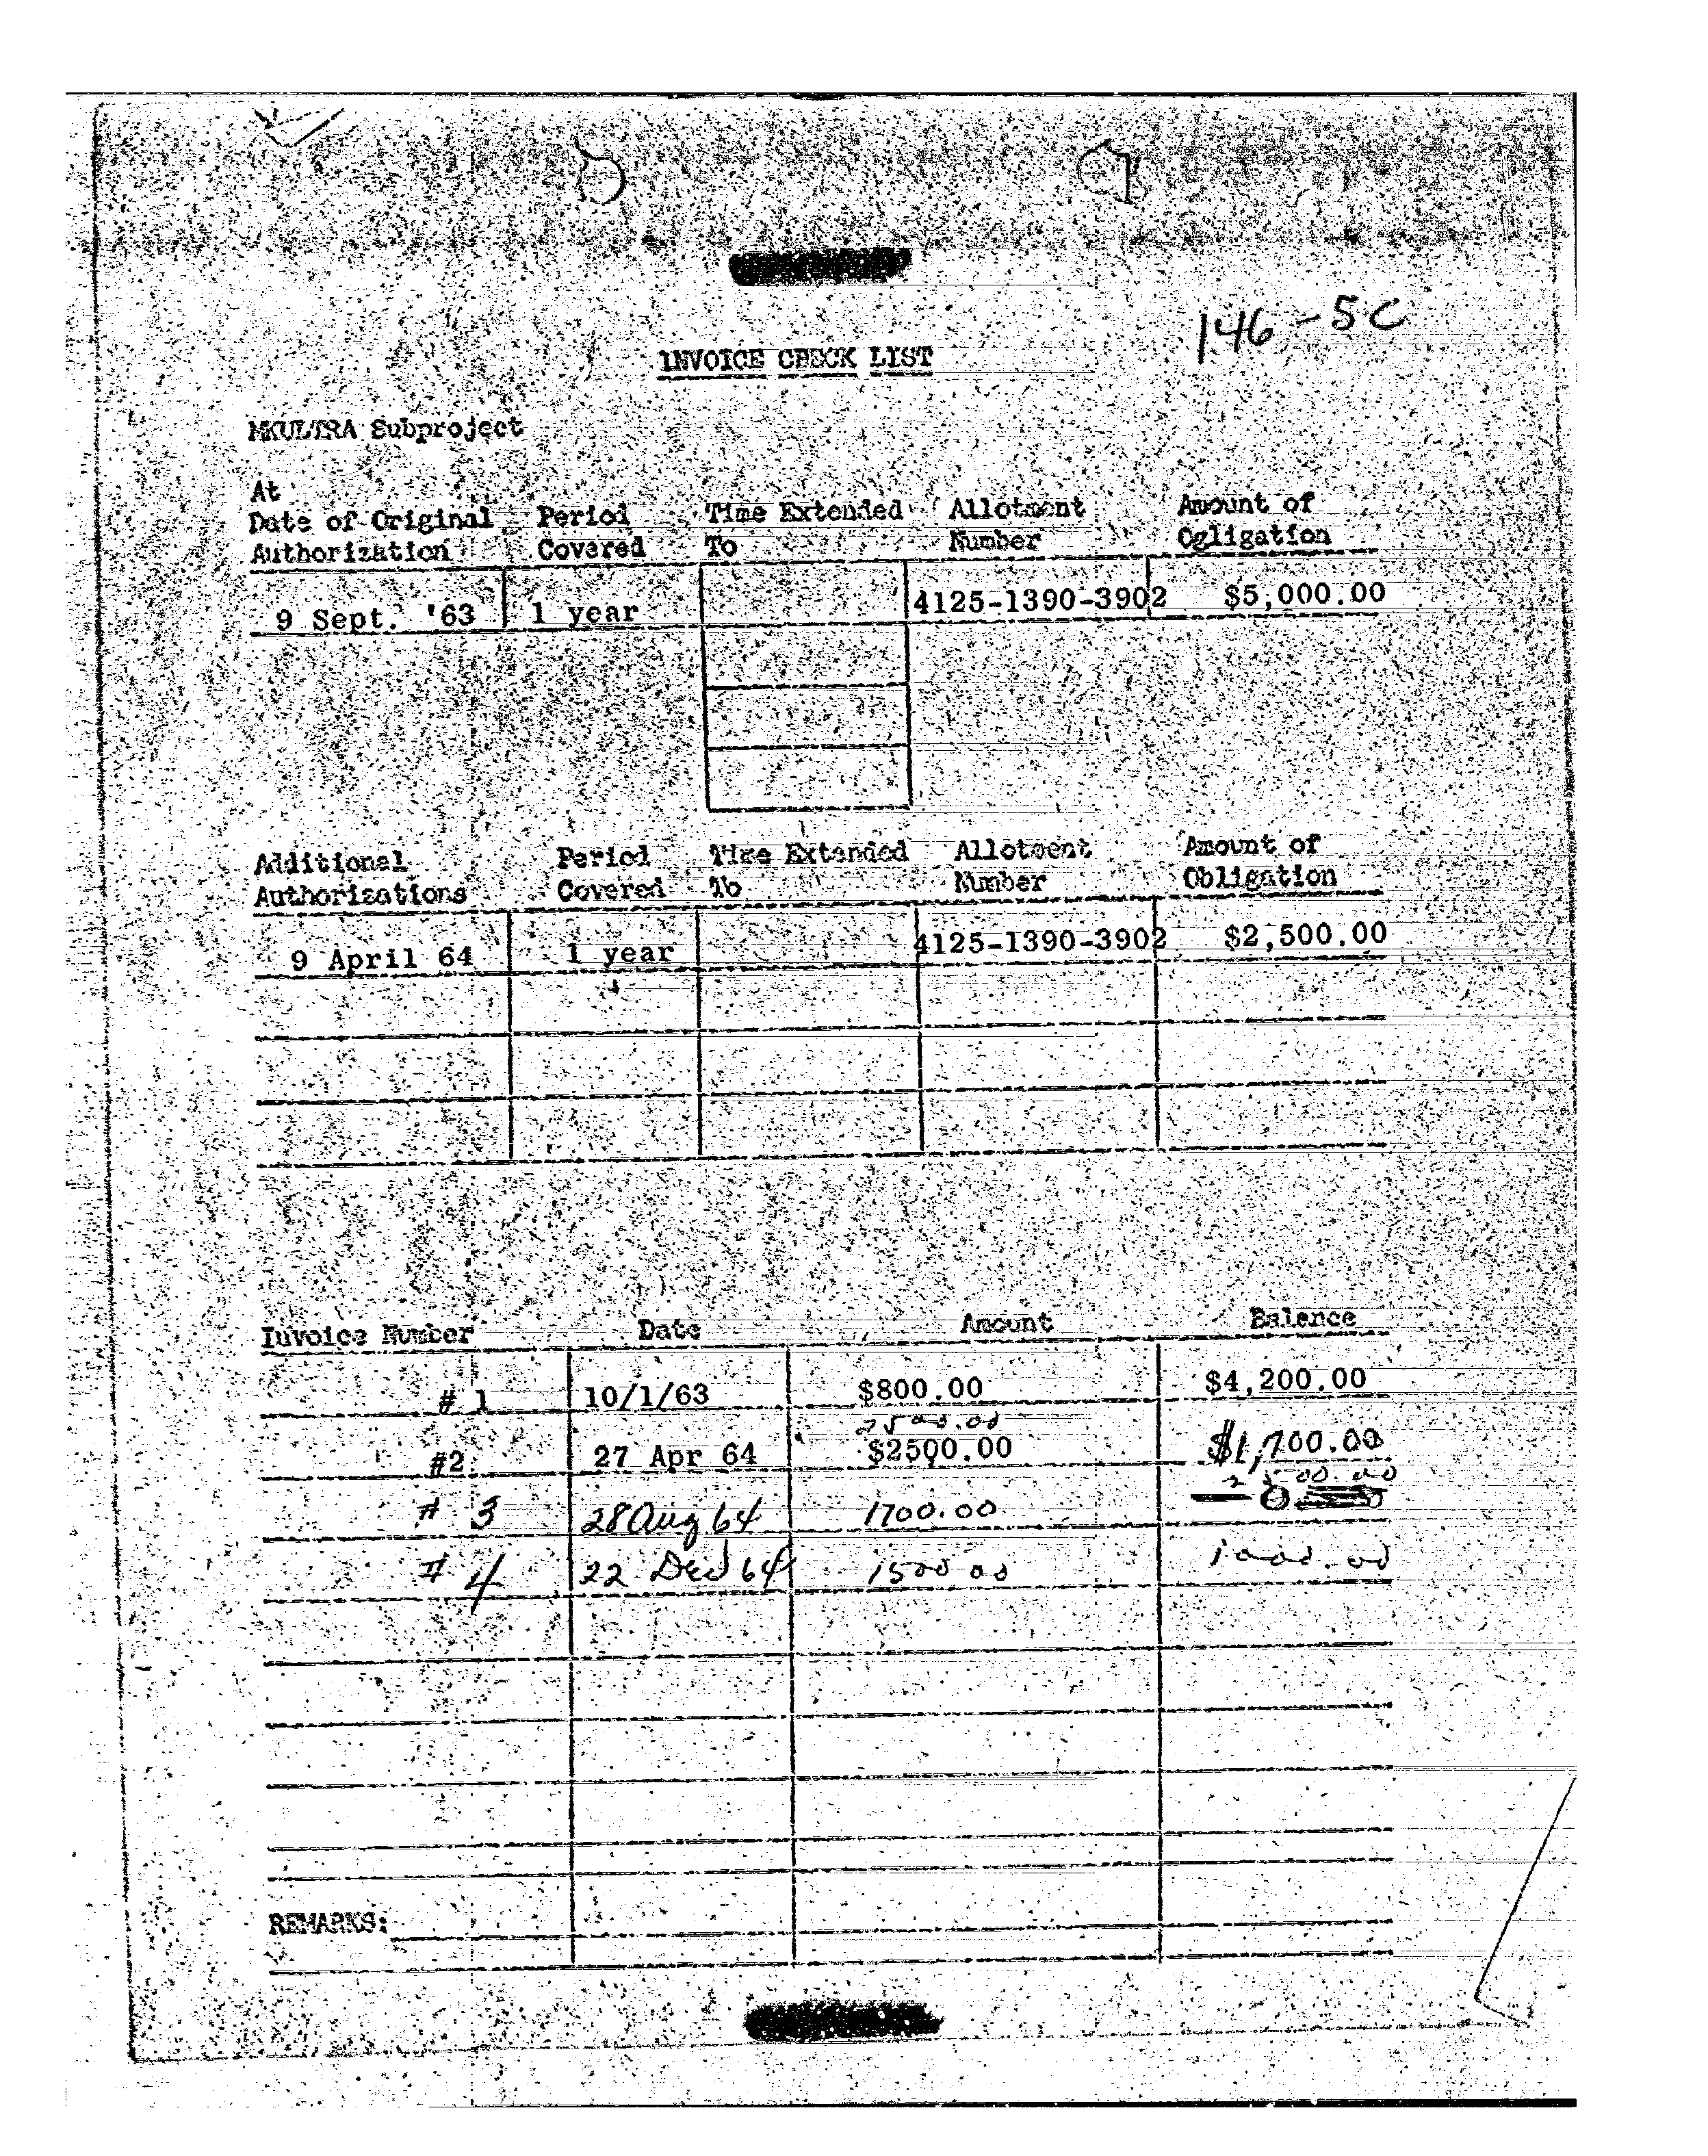 146-5C
INVOICE CHECK LIST
MKULTRA Subproject
At
Date of Original Period Time Extended Allotment Amount of
Authorization Covered To Number Ogligation
9 Sept. '63 1 year 4125-1390-3902 $5,000.00
Additional Period Time Extended Allotment Amount of
Authorizations Covered To Number Obligation
9 April 64 1 year 4125-1390-3902 $2,500.00
Invoice Number Date Amount Balance
# 1 10/1/63 $800.00 $4,200.00
2500.00
#2 27 Apr 64 $2500.00 $1,700.00
2500.00
# 3 28 Aug 64 1700.00 0
# 4 22 Dec 64 1500 00 1000.00
REMARKS: